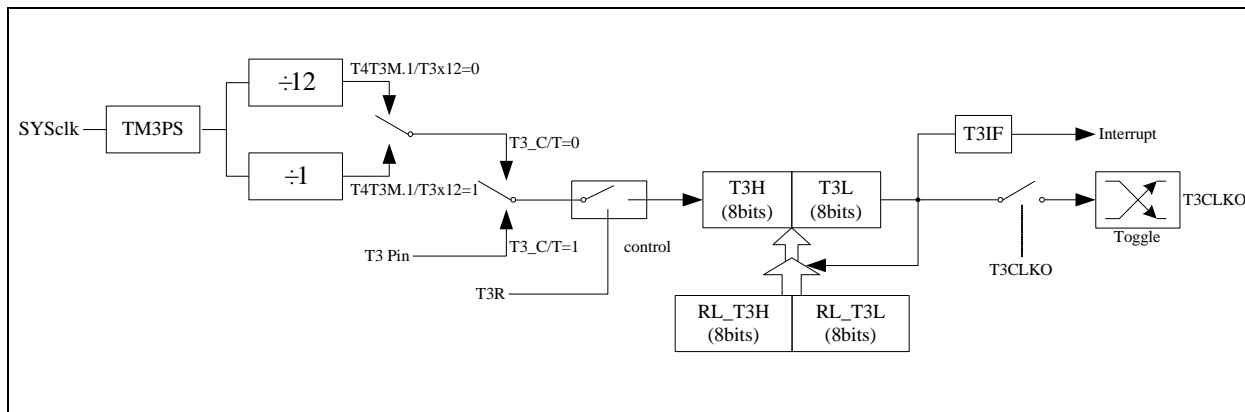 T4T3M.1/T3x12=0
÷12
SYSclk
TM3PS
T3_C/T=0
T3IF
Interrupt
÷1
T4T3M.1/T3x12=1
T3H
(8bits)
T3L
(8bits)
T3CLKO
Toggle
T3 Pin
T3_C/T=1
control
T3CLKO
T3R
RL_T3H
(8bits)
RL_T3L
(8bits)